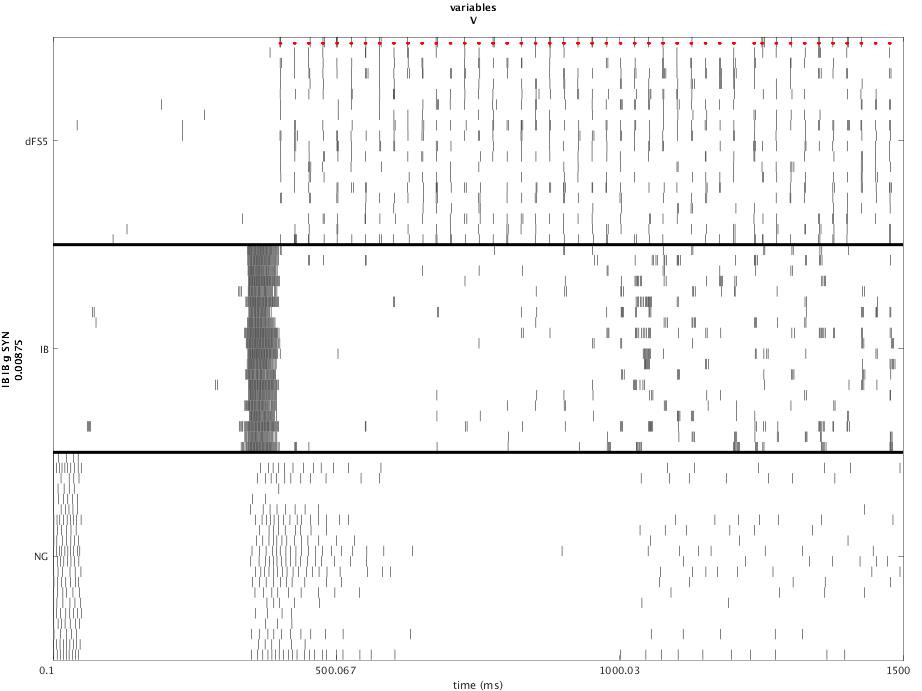 variables
V
dFS5
IB IB g SYN
0.00875
IB
NG
0.1
500.067
1000.03
1500
time (ms)